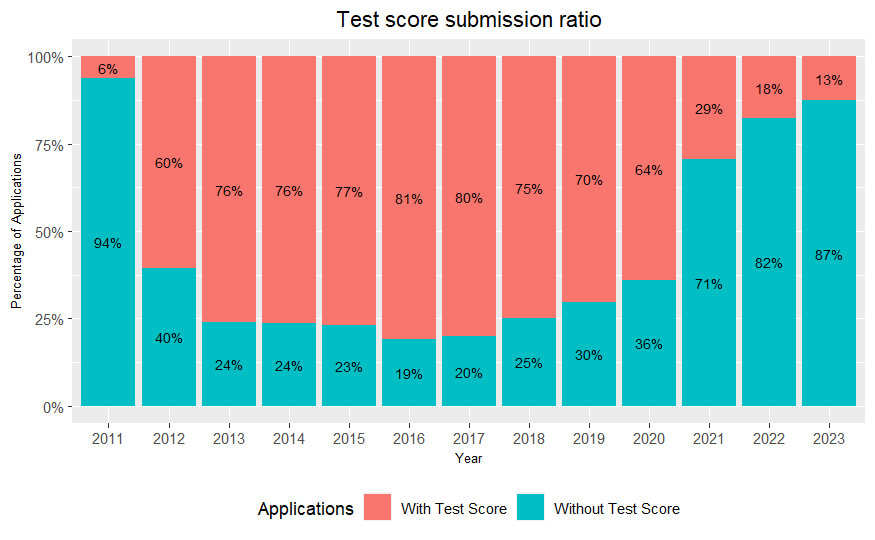 Test score submission ratio
Percentage of Applications
100%
75%
50%
25%
0%
6% 60% 76% 76% 77% 81% 80% 75% 70% 64% 29% 18% 13%
94% 40% 24% 24% 23% 19% 20% 25% 30% 36% 71% 82% 87%
2011 2012 2013 2014 2015 2016 2017 2018 2019 2020 2021 2022 2023
Year
Applications With Test Score Without Test Score